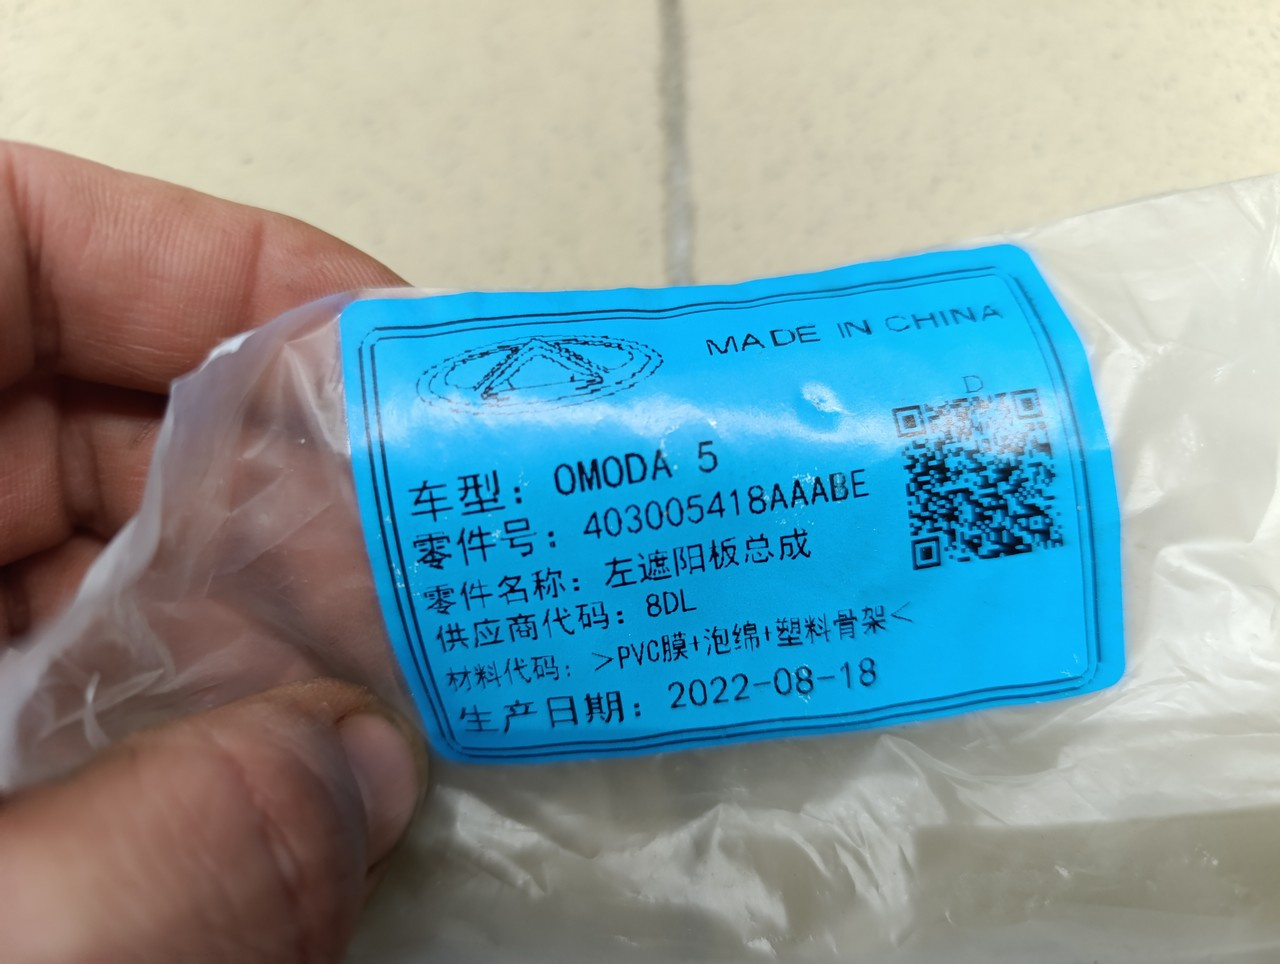 MADE IN CHINA
D
车型：OMODA 5
零件号：403005418AAABE
零件名称：左遮阳板总成
供应商代码：8DL
材料代码：>PVC膜+泡绵+塑料骨架<
生产日期：2022-08-18